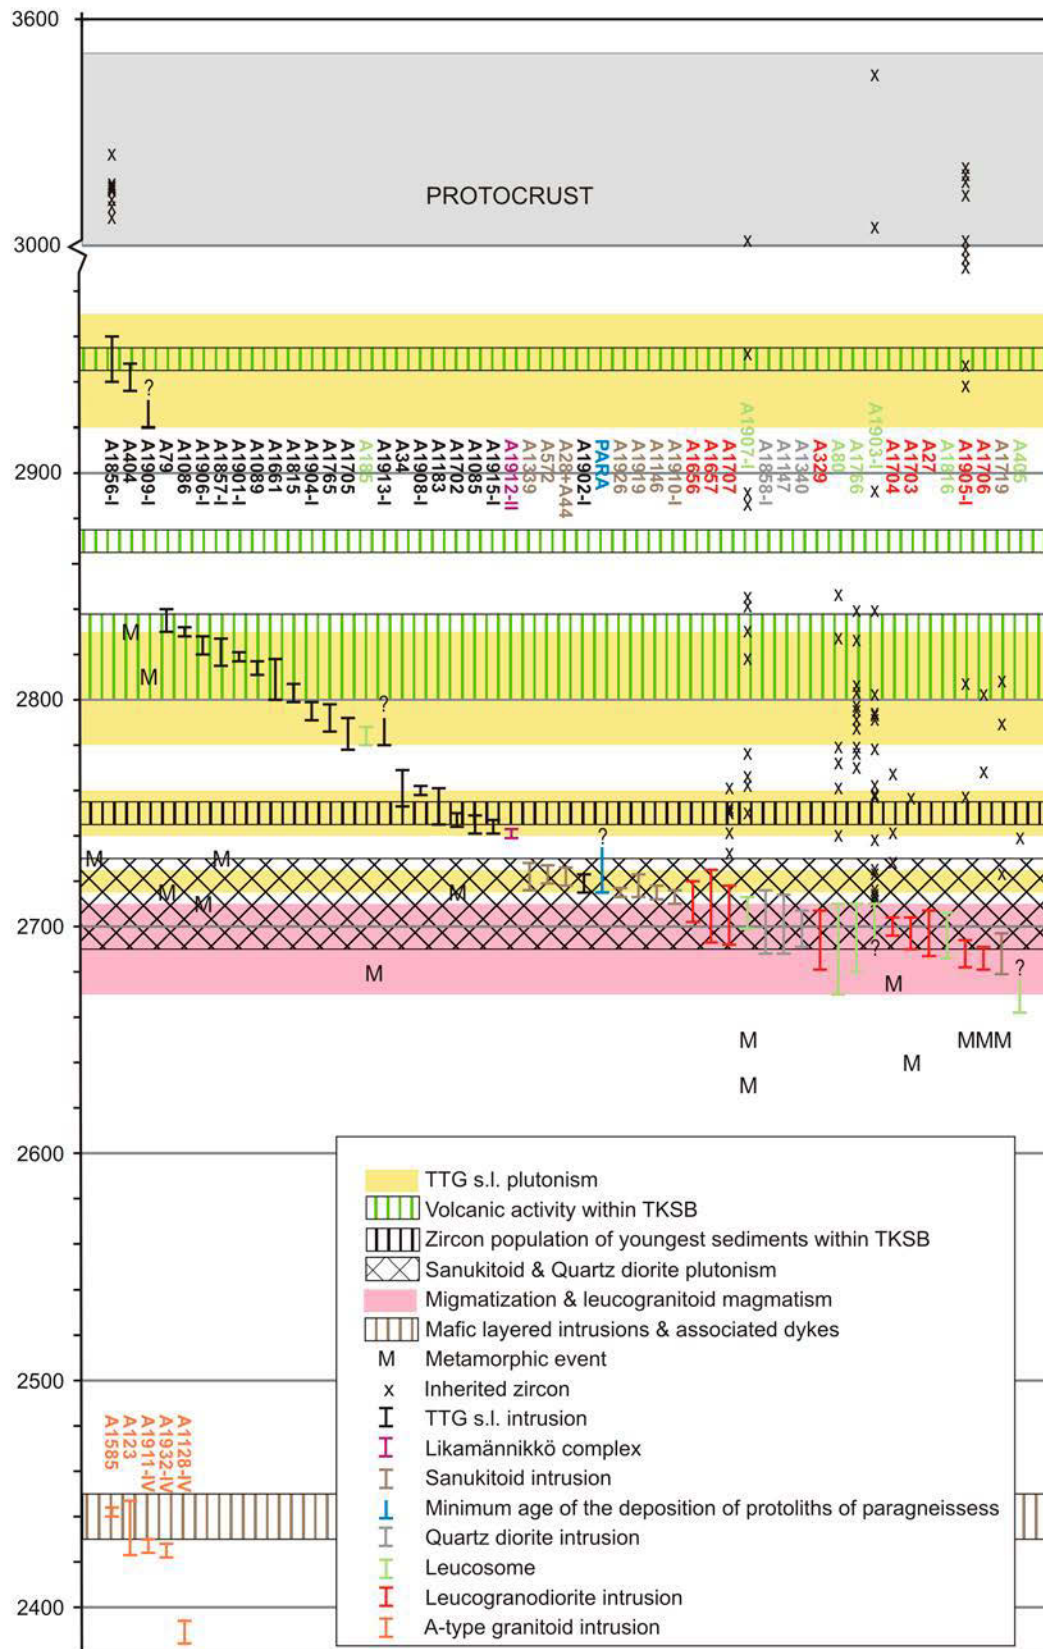 3600
PROTOCRUST
3000
?
A1856-I
A404
A1909-I
A79
A1086
A1906-I
A1857-I
A1901-I
A1089
A1661
A1815
A1904-I
A1765
A1705
A185
A1913-I
A34
A1908-I
A1183
A1702
A1085
A1915-I
A1912-II
A1339
A572
A28+A44
A1902-I
PARA
A1926
A1919
A1146
A1910-I
A1656
A1657
A1707
A1907-I
A1858-I
A1147
A1340
A329
A80
A1766
A1903-I
A1704
A1703
A27
A1816
A1905-I
A1706
A1719
A405
2900
M
M
2800
?
?
M M
M M M
2700
?
?
M M
M MMM
M M
2600
TTG s.l. plutonism
Volcanic activity within TKSB
Zircon population of youngest sediments within TKSB
Sanukitoid & Quartz diorite plutonism
Migmatization & leucogranitoid magmatism
Mafic layered intrusions & associated dykes
M Metamorphic event
x Inherited zircon
TTG s.l. intrusion
Likamännikkö complex
Sanukitoid intrusion
Minimum age of the deposition of protoliths of paragneissess
Quartz diorite intrusion
Leucosome
Leucogranodiorite intrusion
A-type granitoid intrusion
2500
A1585
A123
A1911-IV
A1932-IV
A1128-IV
2400